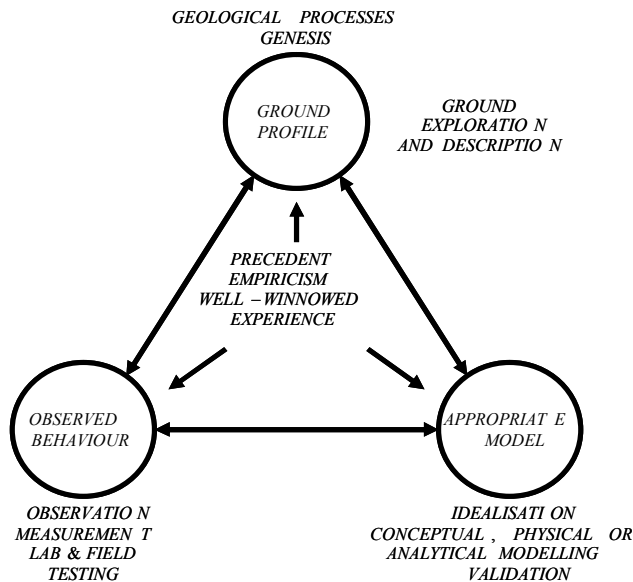 GEOLOGICAL PROCESSES
GENESIS
GROUND
PROFILE
GROUND
EXPLORATIO N
AND DESCRIPTIO N
PRECEDENT
EMPIRICISM
WELL –WINNOWED
EXPERIENCE
OBSERVED
BEHAVIOUR
APPROPRIAT E
MODEL
OBSERVATIO N
MEASUREMEN T
LAB & FIELD
TESTING
IDEALISATI ON
CONCEPTUAL , PHYSICAL OR
ANALYTICAL MODELLING
VALIDATION